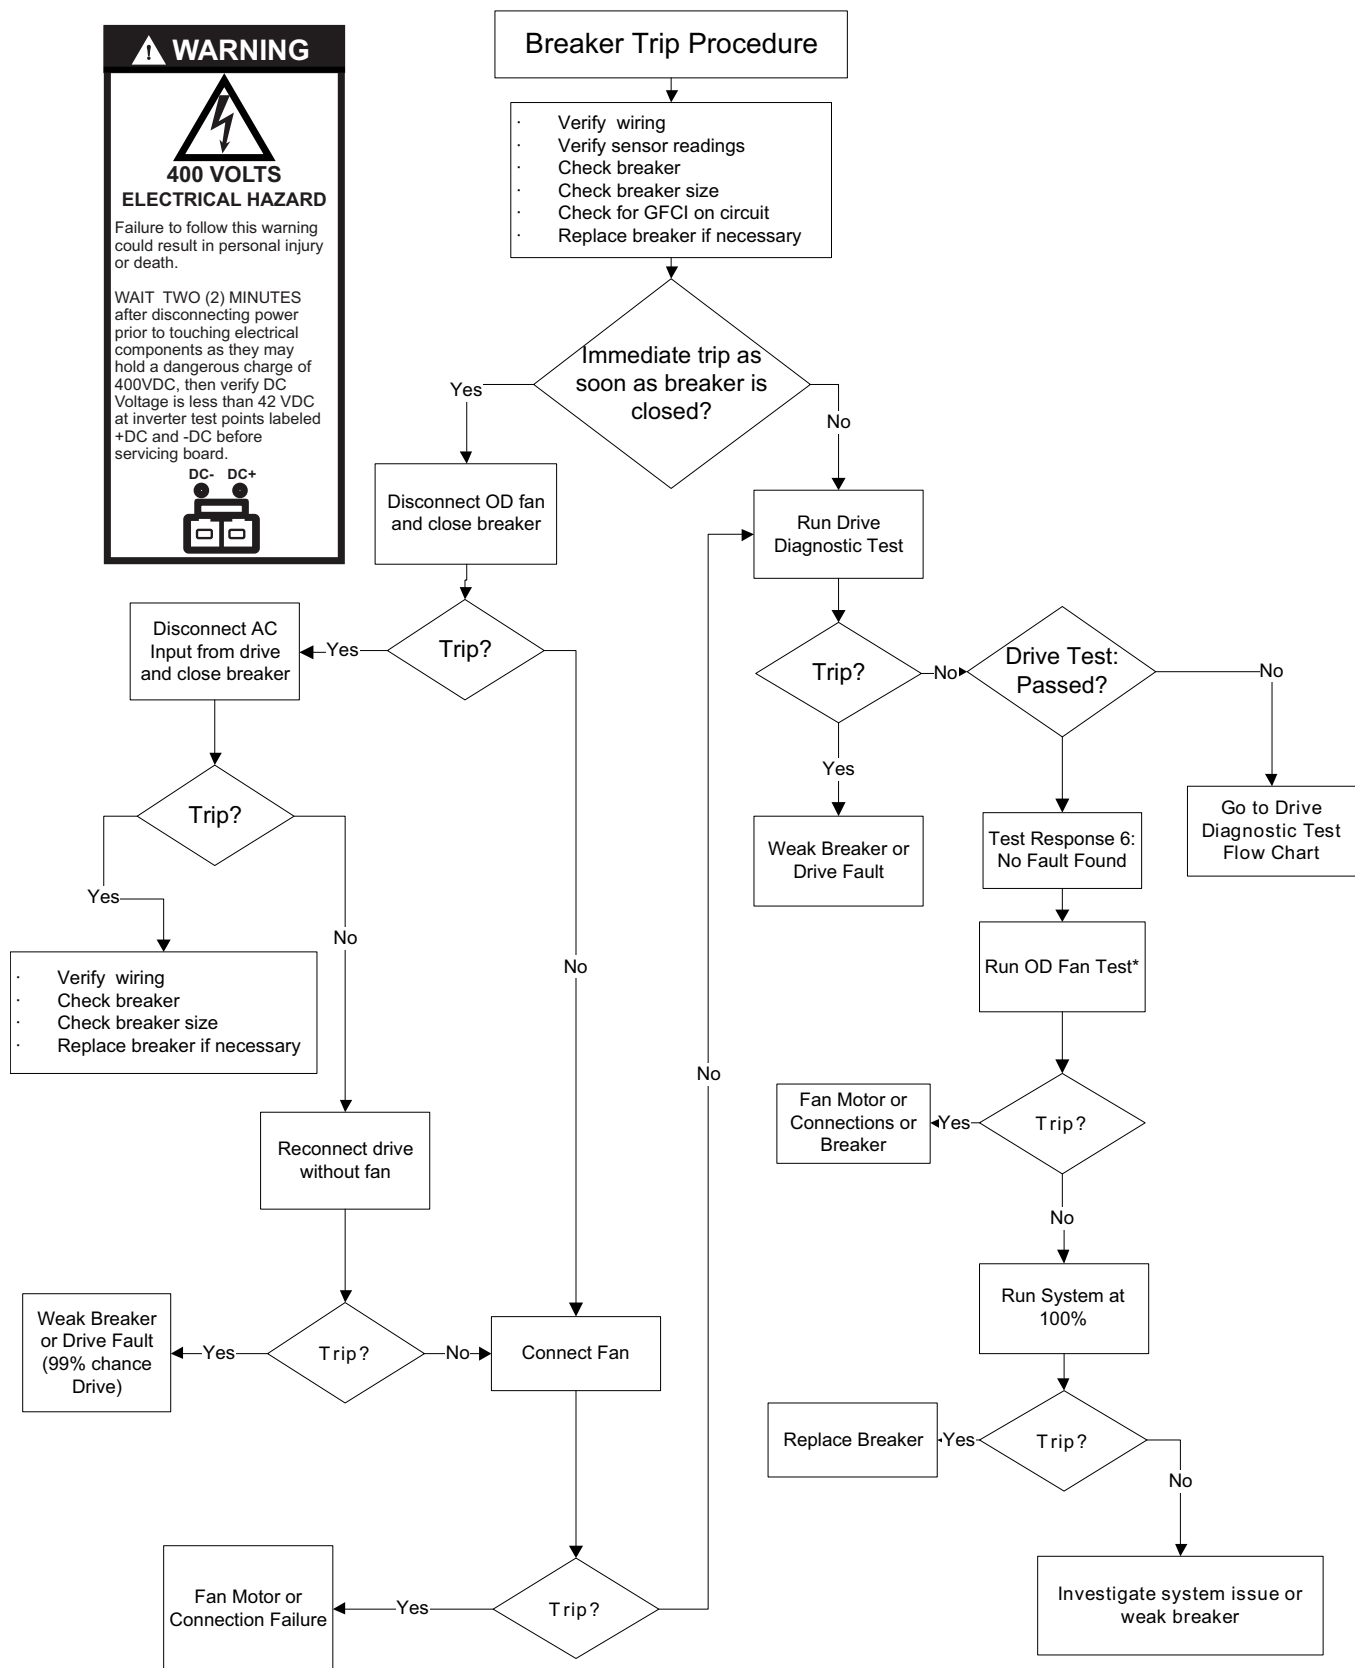 WARNING
400 VOLTS
ELECTRICAL HAZARD
Failure to follow this warning
could result in personal injury
or death.
WAIT TWO (2) MINUTES
after disconnecting power
prior to touching electrical
components as they may
hold a dangerous charge of
400VDC, then verify DC
Voltage is less than 42 VDC
at inverter test points labeled
+DC and -DC before
servicing board.
DC- DC+
Breaker Trip Procedure
· Verify wiring
· Verify sensor readings
· Check breaker
· Check breaker size
· Check for GFCI on circuit
· Replace breaker if necessary
Immediate trip as
soon as breaker is
closed?
Yes
No
Disconnect OD fan
and close breaker
Trip?
Yes
No
Disconnect AC
Input from drive
and close breaker
Trip?
Yes
No
· Verify wiring
· Check breaker
· Check breaker size
· Replace breaker if necessary
Reconnect drive
without fan
Trip?
Yes
No
Weak Breaker
or Drive Fault
(99% chance
Drive)
Connect Fan
Trip?
Yes
No
Fan Motor or
Connection Failure
Run Drive
Diagnostic Test
Trip?
Yes
No
Weak Breaker or
Drive Fault
Drive Test:
Passed?
No
Go to Drive
Diagnostic Test
Flow Chart
Test Response 6:
No Fault Found
Run OD Fan Test*
Trip?
Yes
No
Fan Motor or
Connections or
Breaker
Run System at
100%
Trip?
Yes
No
Replace Breaker
Investigate system issue or
weak breaker